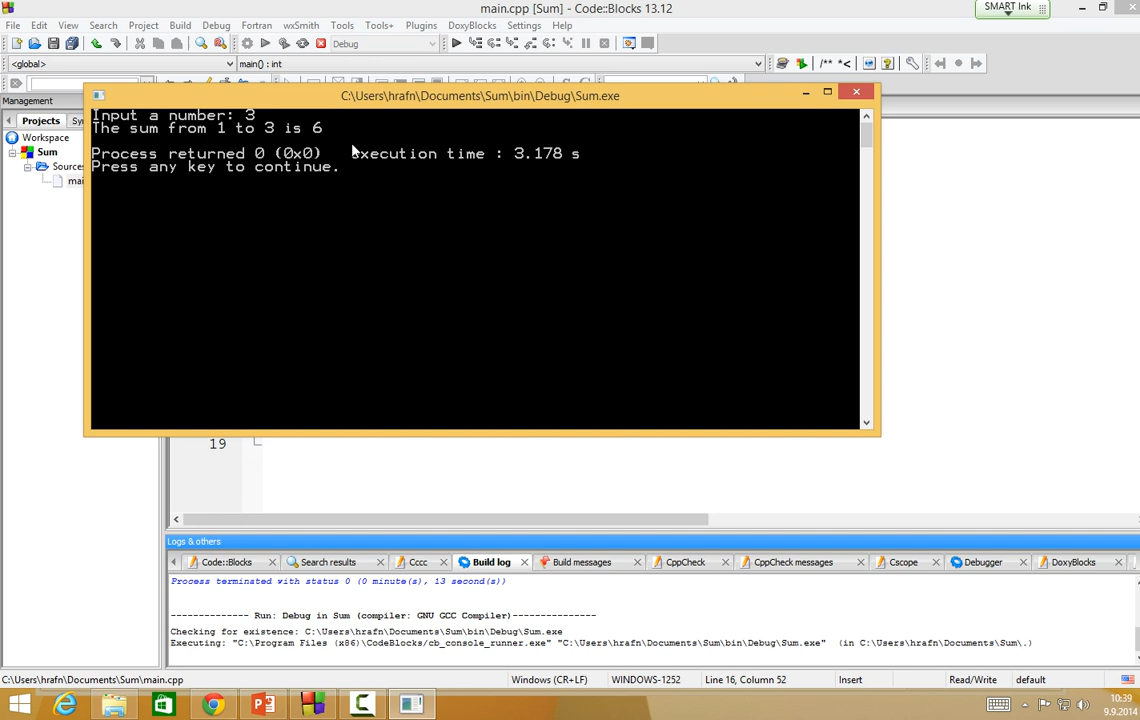 main.cpp [Sum] - Code::Blocks 13.12
SMART Ink
File Edit View Search Project Build Debug Fortran wxSmith Tools Tools+ Plugins DoxyBlocks Settings Help
Debug
<global>
main() : int
/** *<
C:\Users\hrafn\Documents\Sum\bin\Debug\Sum.exe
Management
Projects
Workspace
Sum
Sources
Input a number: 3
The sum from 1 to 3 is 6
Process returned 0 (0x0) execution time : 3.178 s
Press any key to continue.
19
Logs & others
Code::Blocks Search results Cccc Build log Build messages CppCheck CppCheck messages Cscope Debugger DoxyBlocks
Process terminated with status 0 (0 minute(s), 13 second(s))
-------------- Run: Debug in Sum (compiler: GNU GCC Compiler)---------------
Checking for existence: C:\Users\hrafn\Documents\Sum\bin\Debug\Sum.exe
Executing: "C:\Program Files (x86)\CodeBlocks/cb_console_runner.exe" "C:\Users\hrafn\Documents\Sum\bin\Debug\Sum.exe" (in C:\Users\hrafn\Documents\Sum\.)
C:\Users\hrafn\Documents\Sum\main.cpp
Windows (CR+LF) WINDOWS-1252 Line 16, Column 52 Insert Read/Write default
10:39
9.9.2014